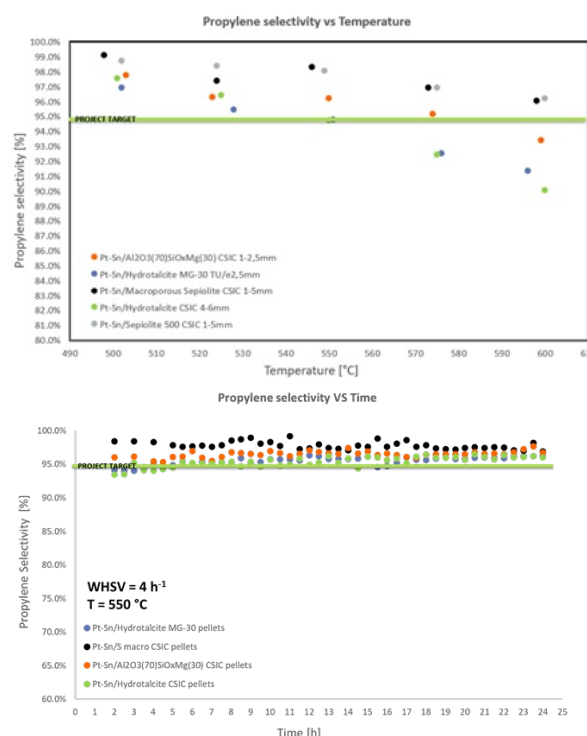 Propylene selectivity vs Temperature
100.0%
99.0%
98.0%
97.0%
96.0%
95.0%
94.0%
93.0%
92.0%
91.0%
90.0%
89.0%
88.0%
87.0%
86.0%
85.0%
84.0%
83.0%
82.0%
81.0%
80.0%
Propylene selectivity [%]
PROJECT TARGET
Pt-Sn/Al2O3(70)SiOxMg(30) CSIC 1-2,5mm
Pt-Sn/Hydrotalcite MG-30 TU/e2,5mm
Pt-Sn/Macroporous Sepiolite CSIC 1-5mm
Pt-Sn/Hydrotalcite CSIC 4-6mm
Pt-Sn/Sepiolite 500 CSIC 1-5mm
490 500 510 520 530 540 550 560 570 580 590 600
Temperature [°C]
Propylene selectivity VS Time
100.0%
95.0%
90.0%
85.0%
80.0%
75.0%
70.0%
65.0%
60.0%
Propylene Selectivity [%]
PROJECT TARGET
WHSV = 4 h-1
T = 550 °C
Pt-Sn/Hydrotalcite MG-30 pellets
Pt-Sn/S macro CSIC pellets
Pt-Sn/Al2O3(70)SiOxMg(30) CSIC pellets
Pt-Sn/Hydrotalcite CSIC pellets
0 1 2 3 4 5 6 7 8 9 10 11 12 13 14 15 16 17 18 19 20 21 22 23 24 25
Time [h]